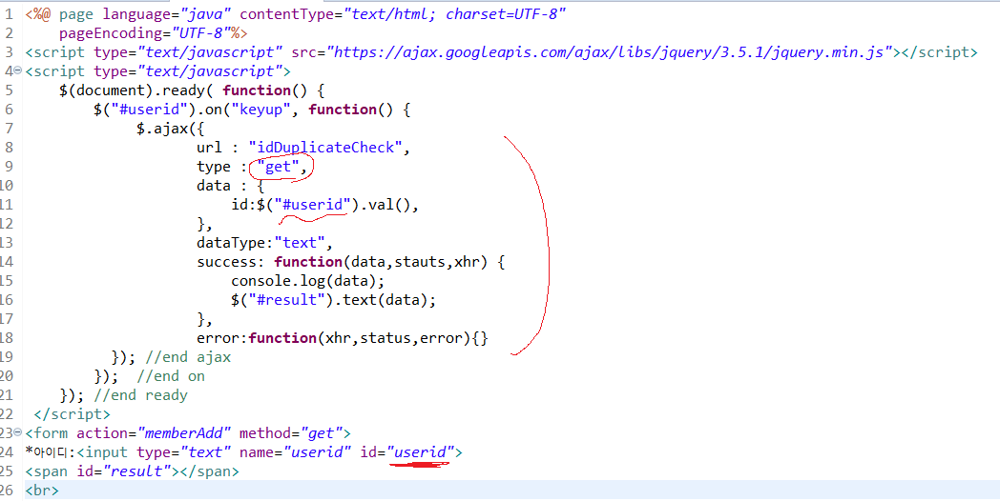 1 <%@ page language="java" contentType="text/html; charset=UTF-8"
2 pageEncoding="UTF-8"%>
3 <script type="text/javascript" src="https://ajax.googleapis.com/ajax/libs/jquery/3.5.1/jquery.min.js"></script>
4 <script type="text/javascript">
5 $(document).ready( function() {
6 $("#userid").on("keyup", function() {
7 $.ajax({
8 url : "idDuplicateCheck",
9 type : "get",
10 data : {
11 id:$("#userid").val(),
12 },
13 dataType:"text",
14 success: function(data,stauts,xhr) {
15 console.log(data);
16 $("#result").text(data);
17 },
18 error:function(xhr,status,error){}
19 }); //end ajax
20 }); //end on
21 }); //end ready
22 </script>
23 <form action="memberAdd" method="get">
24 *아이디:<input type="text" name="userid" id="userid">
25 <span id="result"></span>
26 <br>